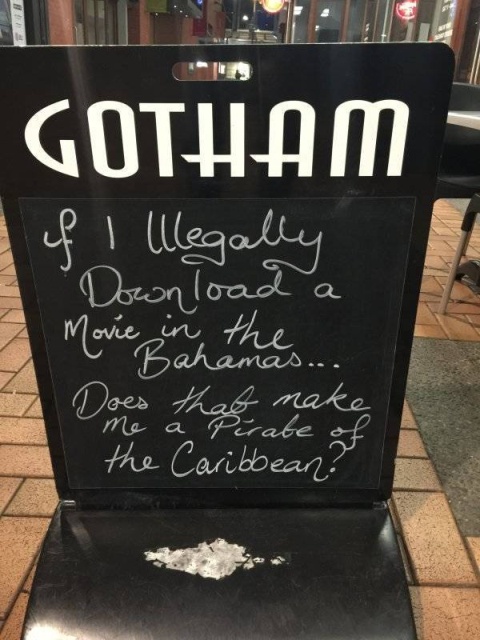 GOTHAM
If I Illegally
Download a
Movie in the
Bahamas...
Does that make
me a Pirate of
the Caribbean?